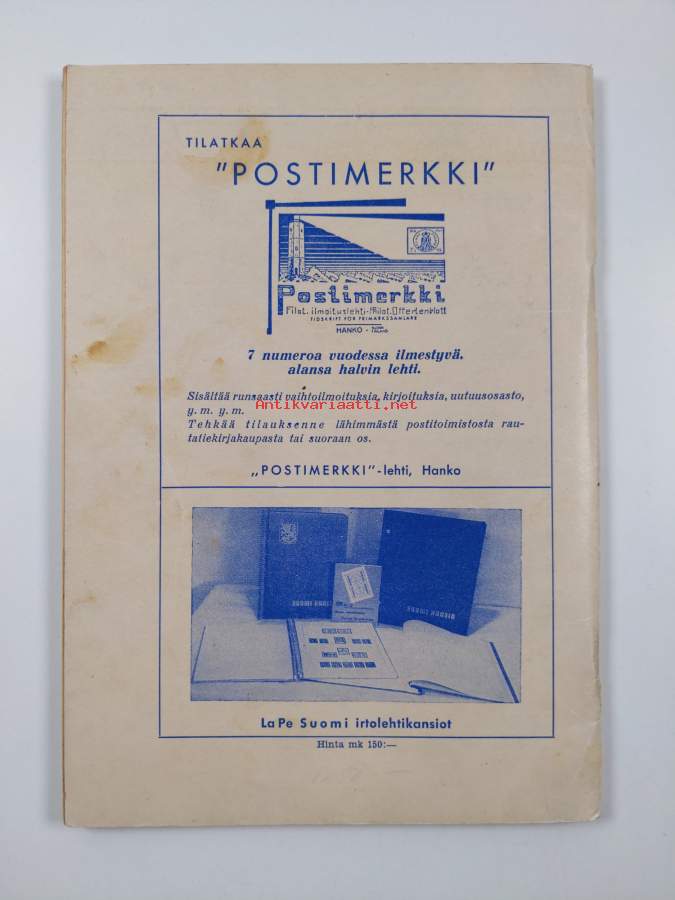 TILATKAA
"POSTIMERKKI"
Postimerkki
Filat. ilmoituslehti-Filat. Offertenblatt
TIDSKRIFT FÖR FRIMÄRKSSAMLARE
HANKO -
7 numeroa vuodessa ilmestyvä,
alansa halvin lehti.
Sisältää runsaasti vaihtoilmoituksia, kirjoituksia, uutuusosasto,
y. m. y. m.
Antikvariaatti.net
Tehkää tilauksenne lähimmästä postitoimistosta rau-
tatiekirjakaupasta tai suoraan os.
„POSTIMERKKI"-lehti, Hanko
LaPe Suomi irtolehtikansiot
Hinta mk 150:—